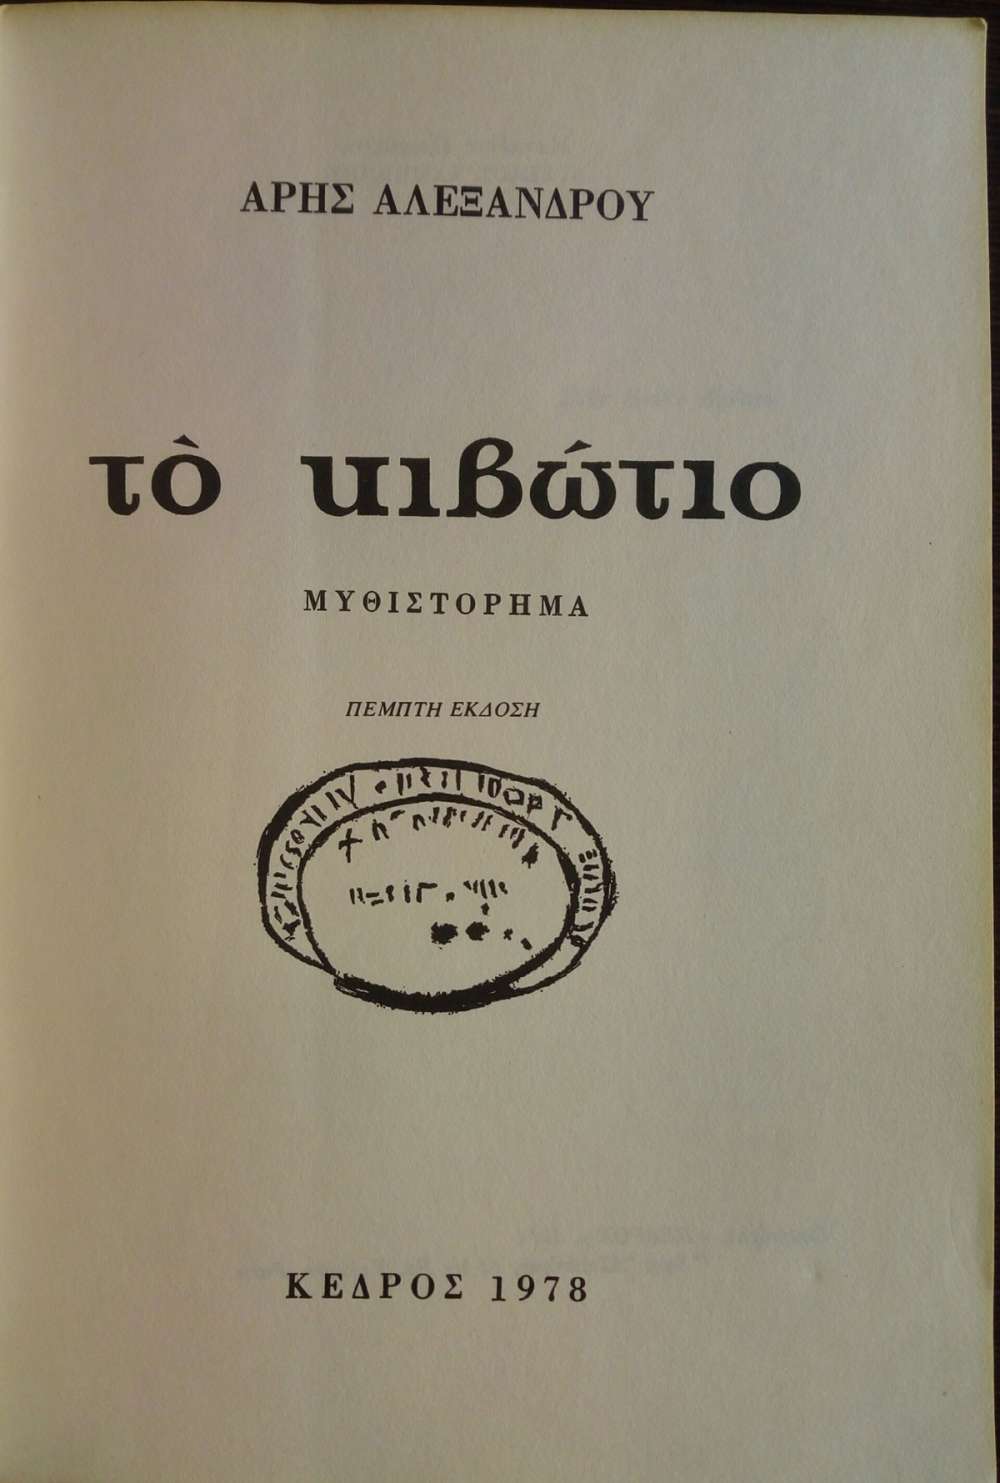 ΑΡΗΣ ΑΛΕΞΑΝΔΡΟΥ
τὸ κιβώτιο
ΜΥΘΙΣΤΟΡΗΜΑ
ΠΕΜΠΤΗ ΕΚΔΟΣΗ
ΚΕΔΡΟΣ 1978